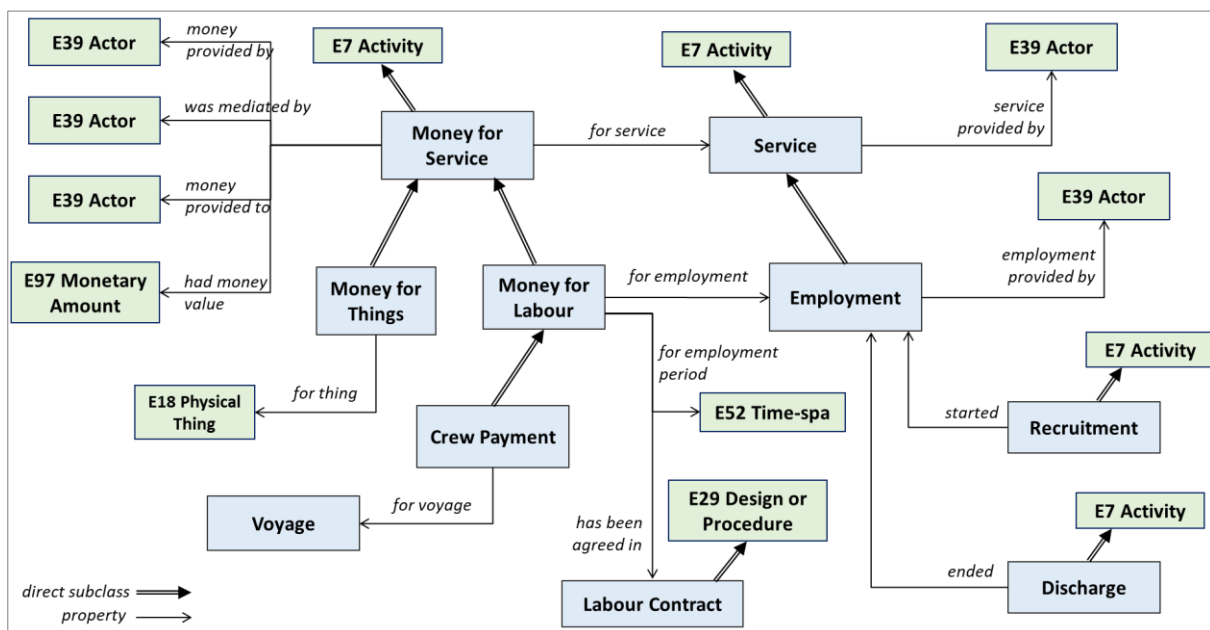 E39 Actor
money
provided by
E7 Activity
E7 Activity
E39 Actor
E39 Actor
was mediated by
Money for
Service
for service
Service
service
provided by
E39 Actor
money
provided to
E39 Actor
E97 Monetary
Amount
had money
value
Money for
Things
Money for
Labour
for employment
Employment
employment
provided by
for employment
period
E7 Activity
E18 Physical
Thing
for thing
Crew Payment
E52 Time-spa
started
Recruitment
Voyage
for voyage
E29 Design or
Procedure
has been
agreed in
E7 Activity
ended
Discharge
Labour Contract
direct subclass
property